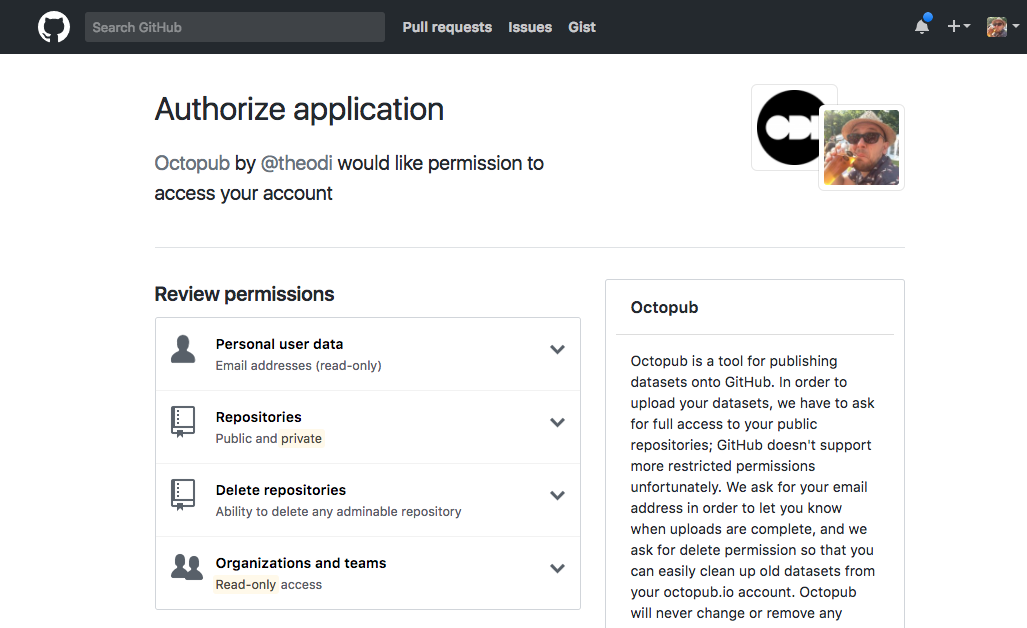 Search GitHub
Pull requests
Issues
Gist
Authorize application
Octopub by @theodi would like permission to
access your account
ODI
Review permissions
Personal user data
Email addresses (read-only)
Repositories
Public and private
Delete repositories
Ability to delete any adminable repository
Organizations and teams
Read-only access
Octopub
Octopub is a tool for publishing
datasets onto GitHub. In order to
upload your datasets, we have to ask
for full access to your public
repositories; GitHub doesn't support
more restricted permissions
unfortunately. We ask for your email
address in order to let you know
when uploads are complete, and we
ask for delete permission so that you
can easily clean up old datasets from
your octopub.io account. Octopub
will never change or remove any